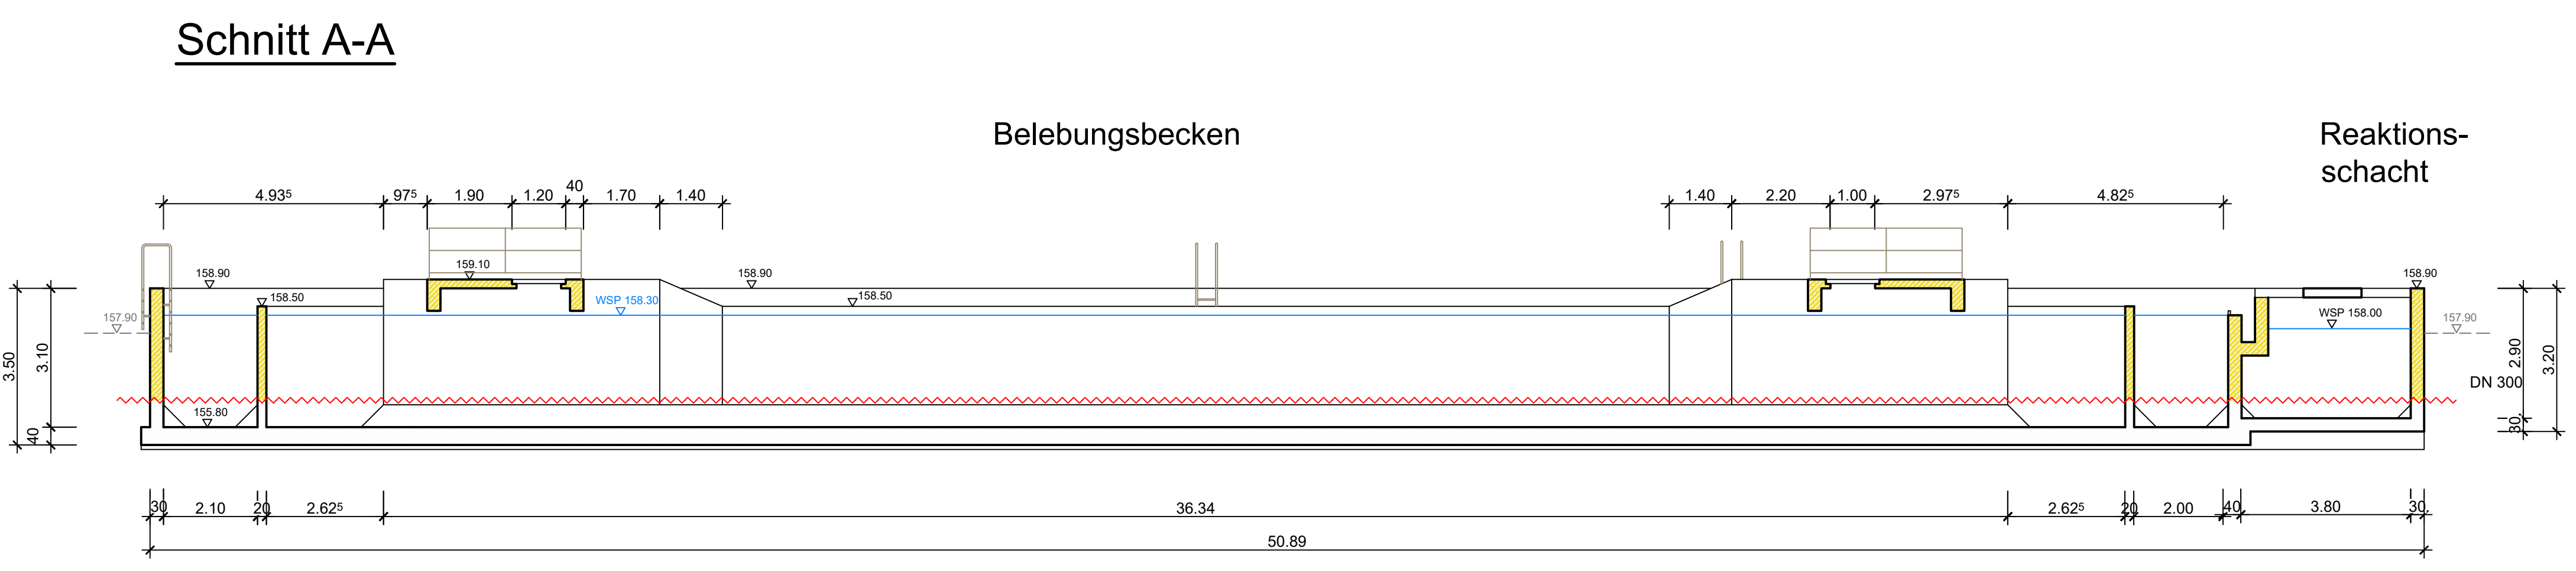 Schnitt A-A
Belebungsbecken
Reaktions-
schacht
4.93⁵ 97⁵ 1.90 1.20 40 1.70 1.40
1.40 2.20 1.00 2.97⁵ 4.82⁵
158.90 158.50 159.10 WSP 158.30 158.90 158.50
158.90
WSP 158.00
157.90
157.90
155.80
3.50 3.10 40
2.90 3.20 30
DN 300
30 2.10 20 2.62⁵ 36.34 2.62⁵ 20 2.00 40 3.80 30
50.89